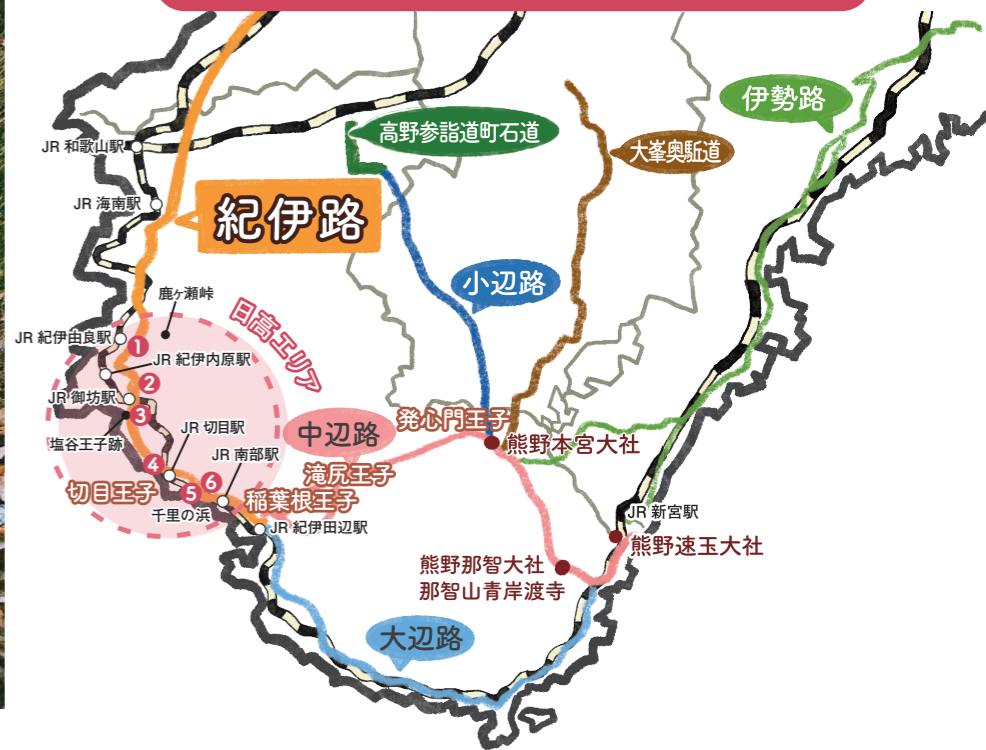 伊勢路
高野参詣道町石道
大峯奥駈道
JR 和歌山駅
JR 海南駅
紀伊路
小辺路
鹿ヶ瀬峠
日高エリア
JR 紀伊由良駅
1
JR 紀伊内原駅
2
JR 御坊駅
3
塩谷王子跡
JR 切目駅
中辺路
発心門王子
熊野本宮大社
JR 南部駅
滝尻王子
4
切目王子
5
6
稲葉根王子
千里の浜
JR 紀伊田辺駅
JR 新宮駅
熊野速玉大社
熊野那智大社
那智山青岸渡寺
大辺路